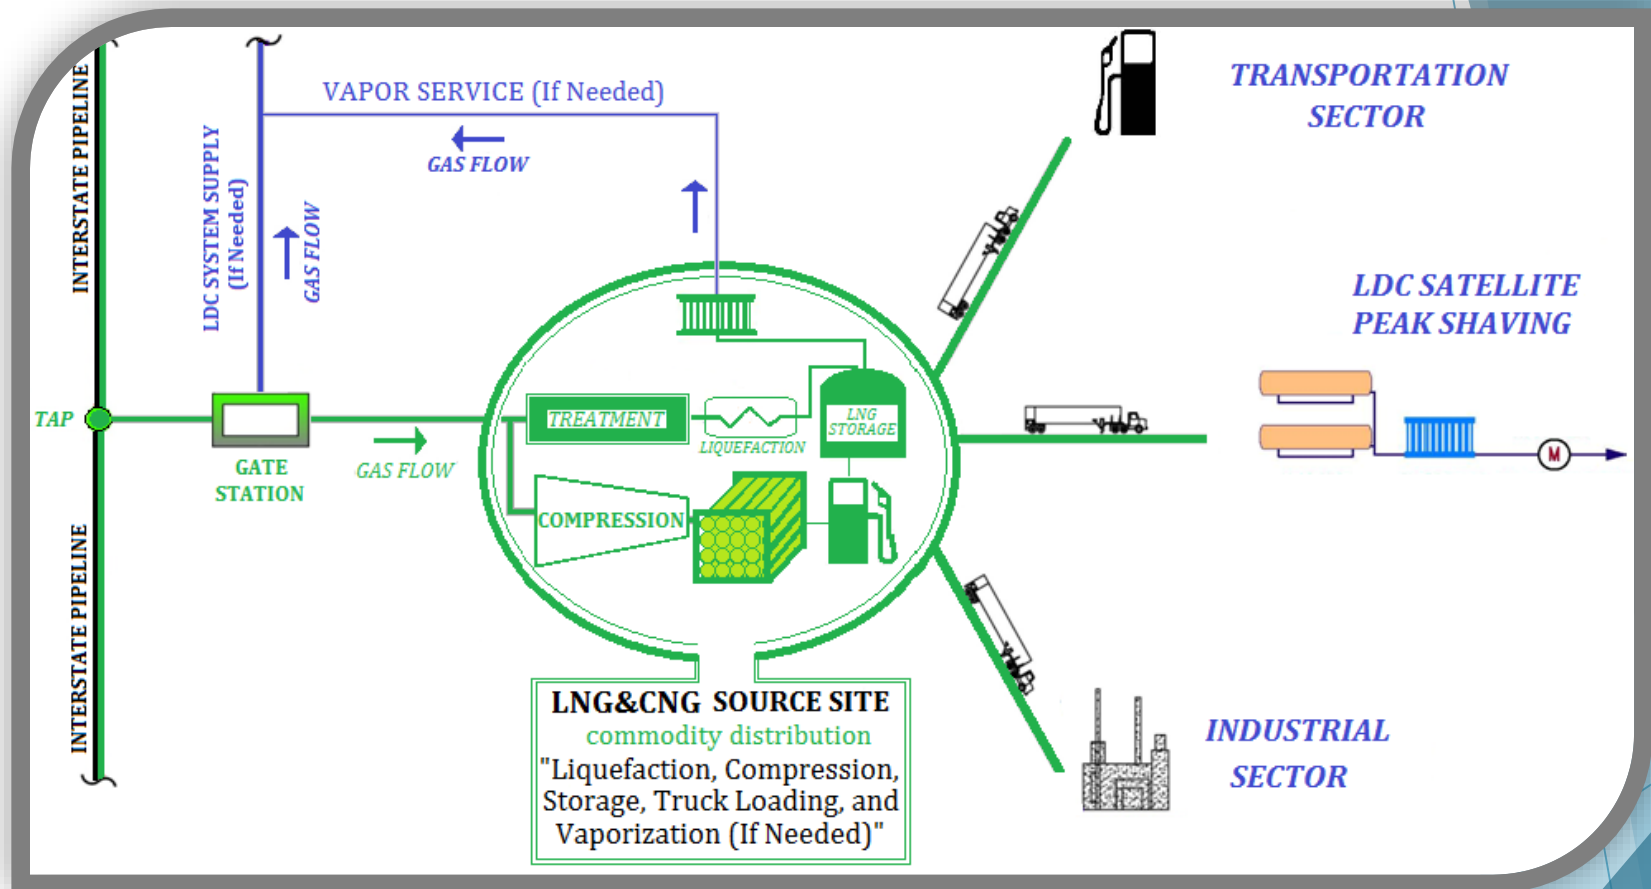 INTERSTATE PIPELINE
VAPOR SERVICE (If Needed)
GAS FLOW
LDC SYSTEM SUPPLY
(If Needed)
GAS FLOW
TRANSPORTATION
SECTOR
LDC SATELLITE
PEAK SHAVING
M
TAP
GATE
STATION
GAS FLOW
TREATMENT
LIQUEFACTION
LNG
STORAGE
COMPRESSION
INTERSTATE PIPELINE
LNG&CNG SOURCE SITE
commodity distribution
"Liquefaction, Compression,
Storage, Truck Loading, and
Vaporization (If Needed)"
INDUSTRIAL
SECTOR